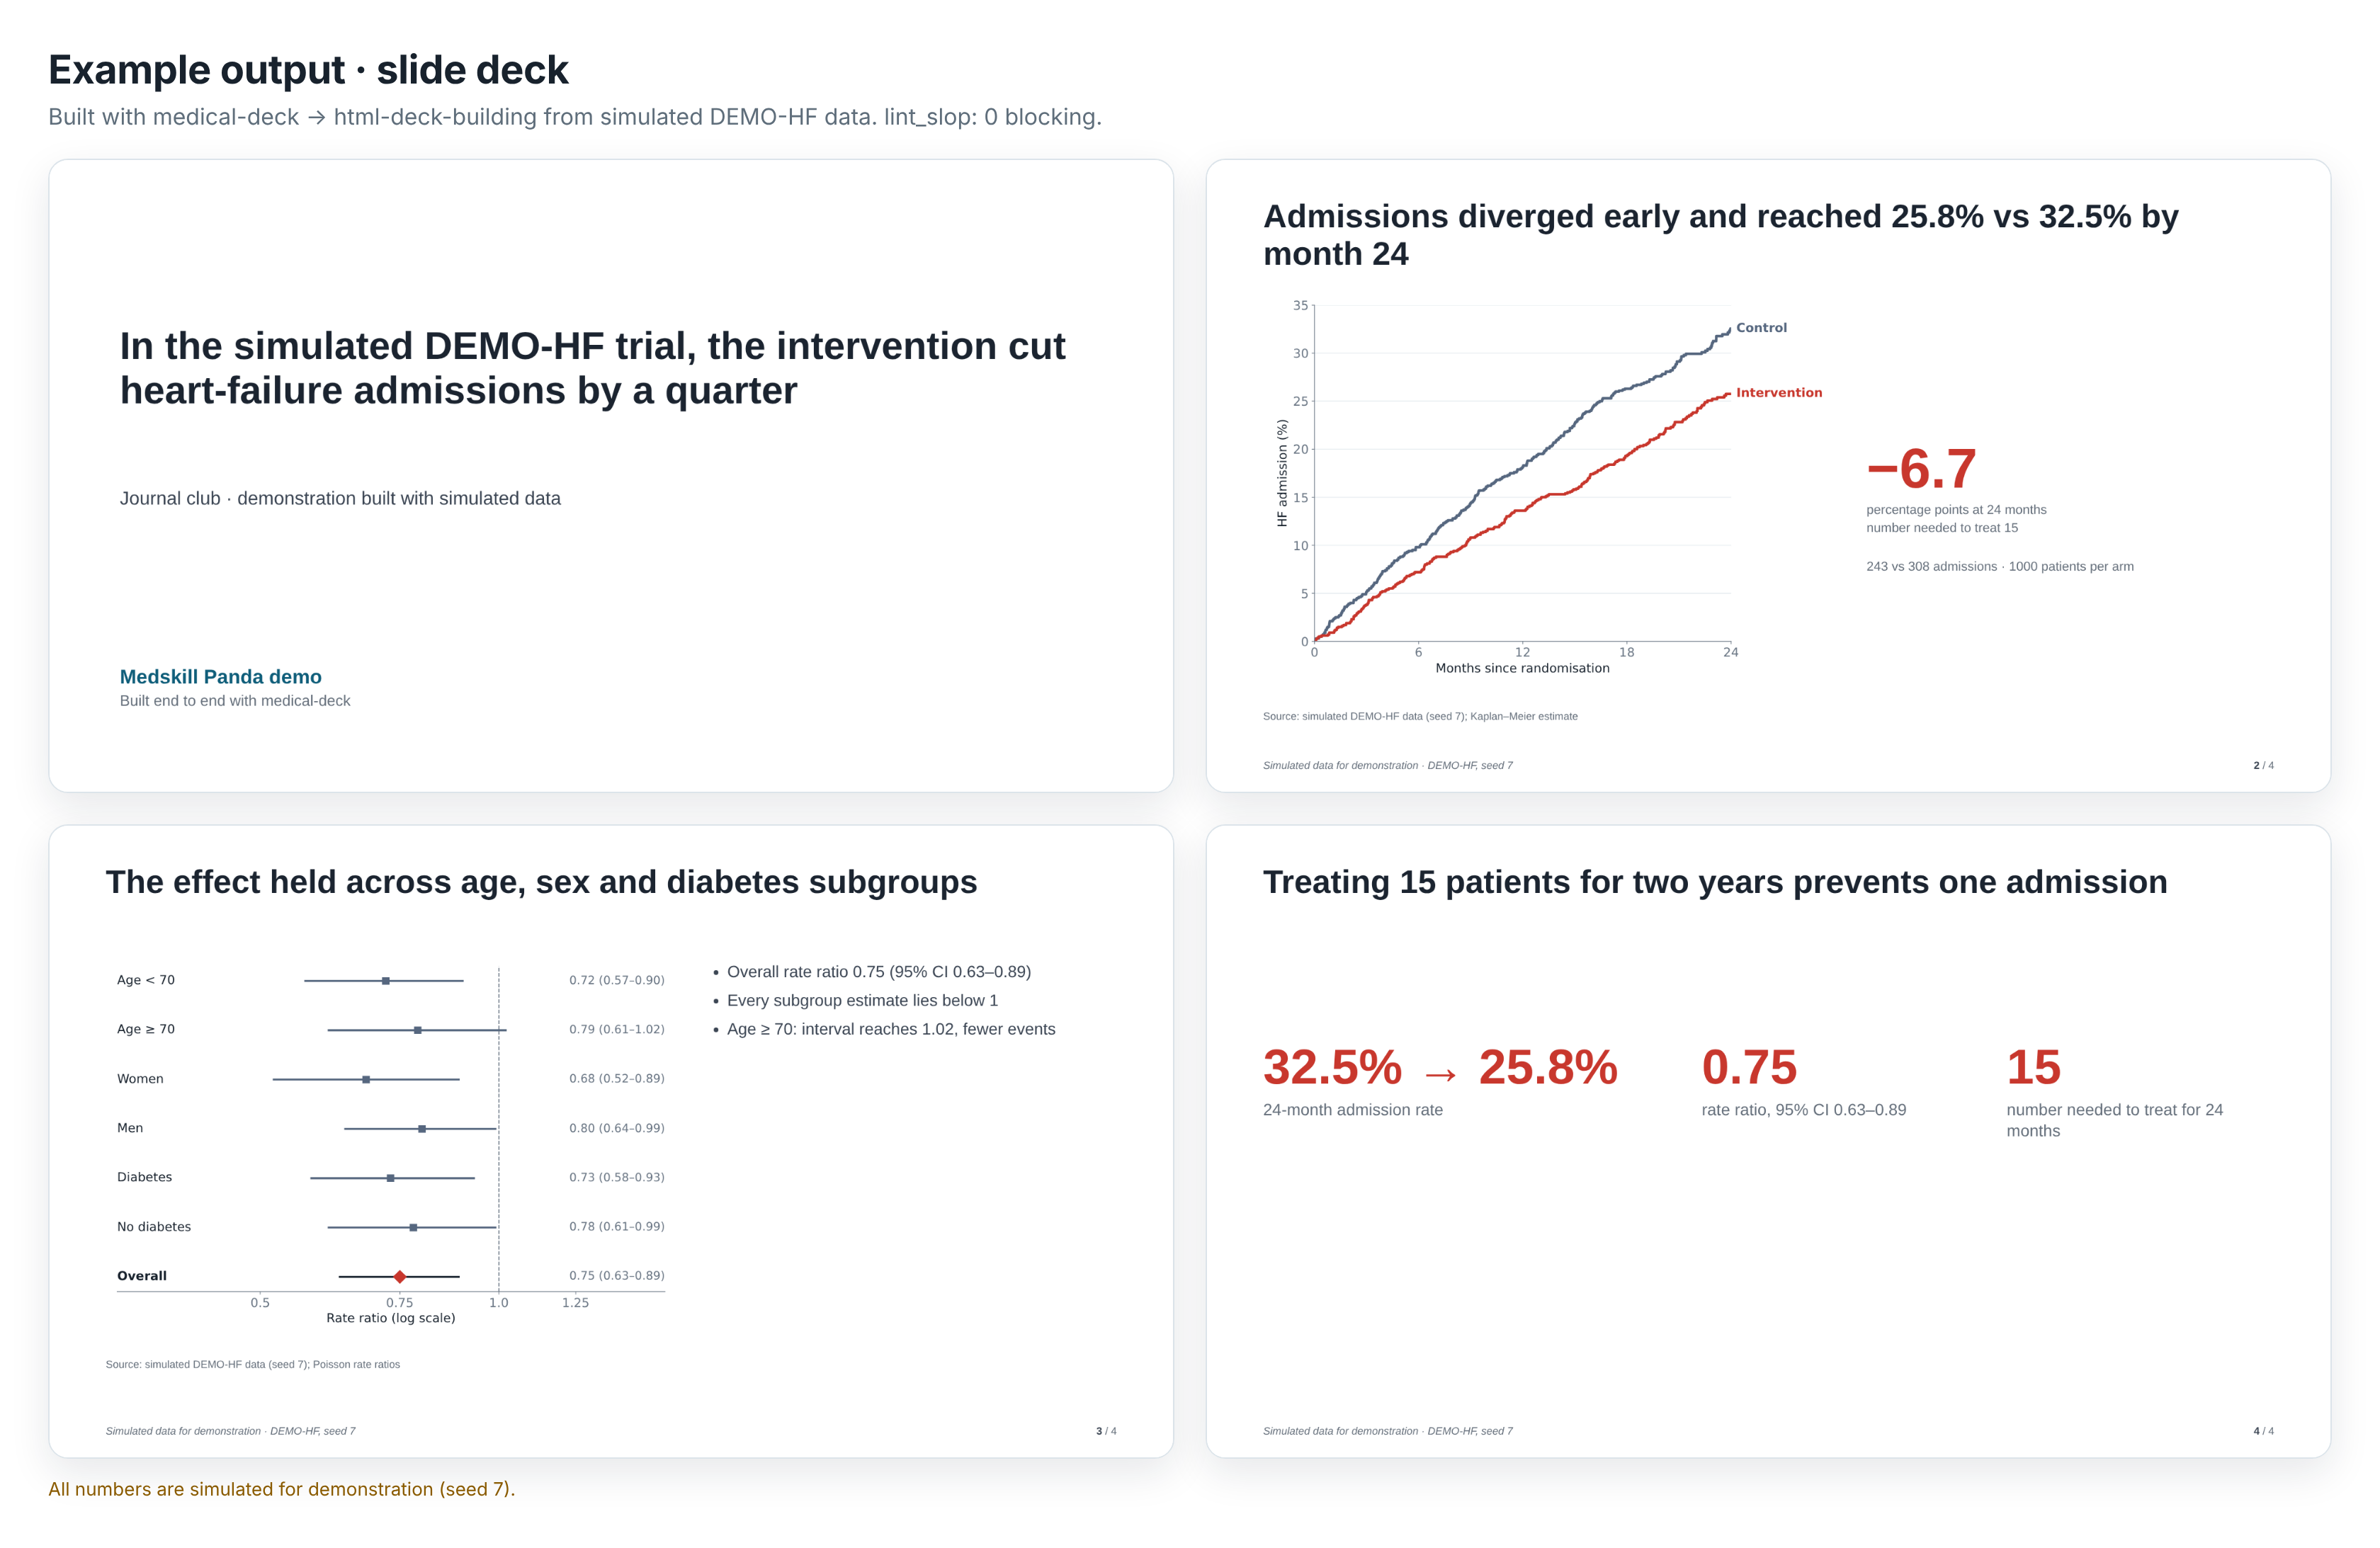 Example output · slide deck
Built with medical-deck → html-deck-building from simulated DEMO-HF data. lint_slop: 0 blocking.
In the simulated DEMO-HF trial, the intervention cut
heart-failure admissions by a quarter
Journal club · demonstration built with simulated data
Medskill Panda demo
Built end to end with medical-deck
Admissions diverged early and reached 25.8% vs 32.5% by
month 24
35
30
25
20
15
10
5
0
HF admission (%)
Control
Intervention
0 6 12 18 24
Months since randomisation
−6.7
percentage points at 24 months
number needed to treat 15
243 vs 308 admissions · 1000 patients per arm
Source: simulated DEMO-HF data (seed 7); Kaplan–Meier estimate
Simulated data for demonstration · DEMO-HF, seed 7
2 / 4
The effect held across age, sex and diabetes subgroups
Age < 70 0.72 (0.57–0.90)
Age ≥ 70 0.79 (0.61–1.02)
Women 0.68 (0.52–0.89)
Men 0.80 (0.64–0.99)
Diabetes 0.73 (0.58–0.93)
No diabetes 0.78 (0.61–0.99)
Overall 0.75 (0.63–0.89)
0.5 0.75 1.0 1.25
Rate ratio (log scale)
• Overall rate ratio 0.75 (95% CI 0.63–0.89)
• Every subgroup estimate lies below 1
• Age ≥ 70: interval reaches 1.02, fewer events
Source: simulated DEMO-HF data (seed 7); Poisson rate ratios
Simulated data for demonstration · DEMO-HF, seed 7
3 / 4
Treating 15 patients for two years prevents one admission
32.5% → 25.8%
24-month admission rate
0.75
rate ratio, 95% CI 0.63–0.89
15
number needed to treat for 24
months
Simulated data for demonstration · DEMO-HF, seed 7
4 / 4
All numbers are simulated for demonstration (seed 7).